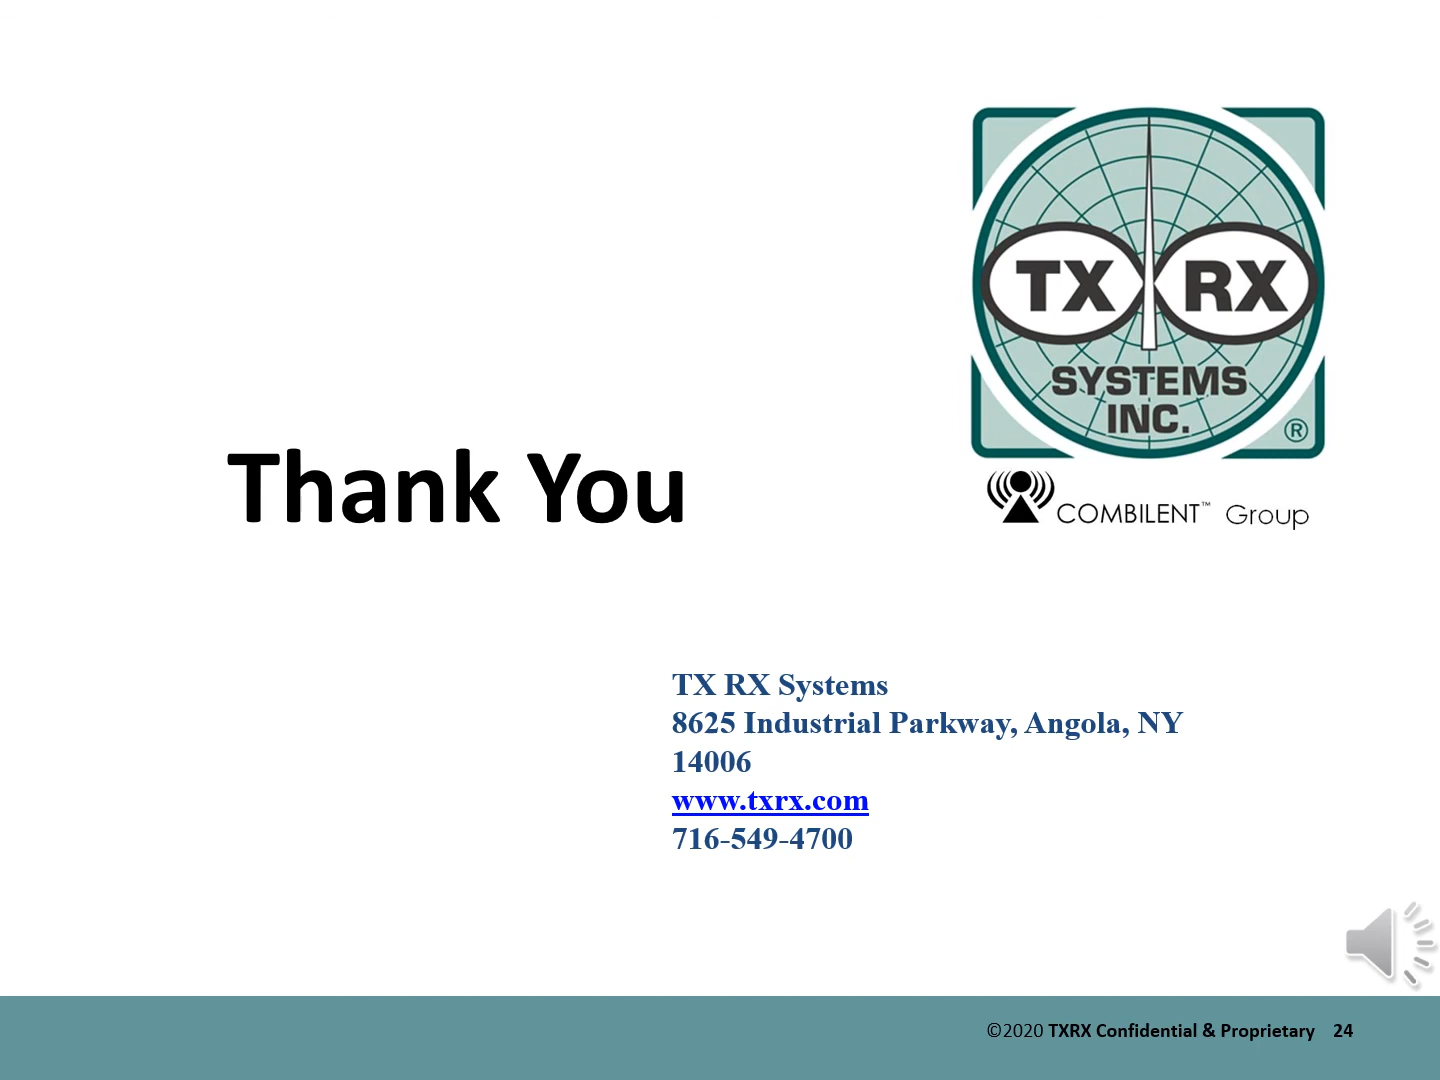 TX RX
SYSTEMS
INC.
®
COMBILENT™ Group
Thank You
TX RX Systems
8625 Industrial Parkway, Angola, NY
14006
www.txrx.com
716-549-4700
©2020 TXRX Confidential & Proprietary 24